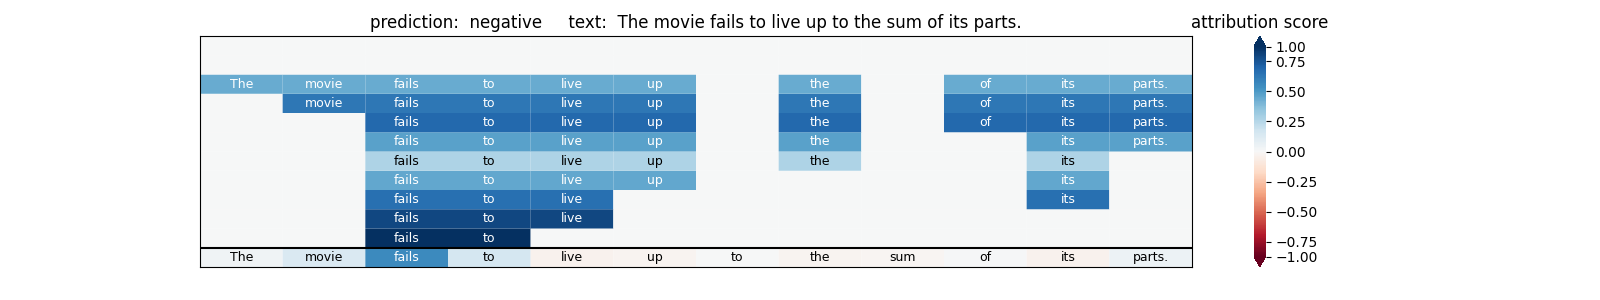 prediction:  negative     text:  The movie fails to live up to the sum of its parts.
attribution score
The movie fails to live up the of its parts.
movie fails to live up the of its parts.
fails to live up the of its parts.
fails to live up the its parts.
fails to live up the its
fails to live up its
fails to live its
fails to live
fails to
The movie fails to live up to the sum of its parts.
1.00
0.75
0.50
0.25
0.00
−0.25
−0.50
−0.75
−1.00